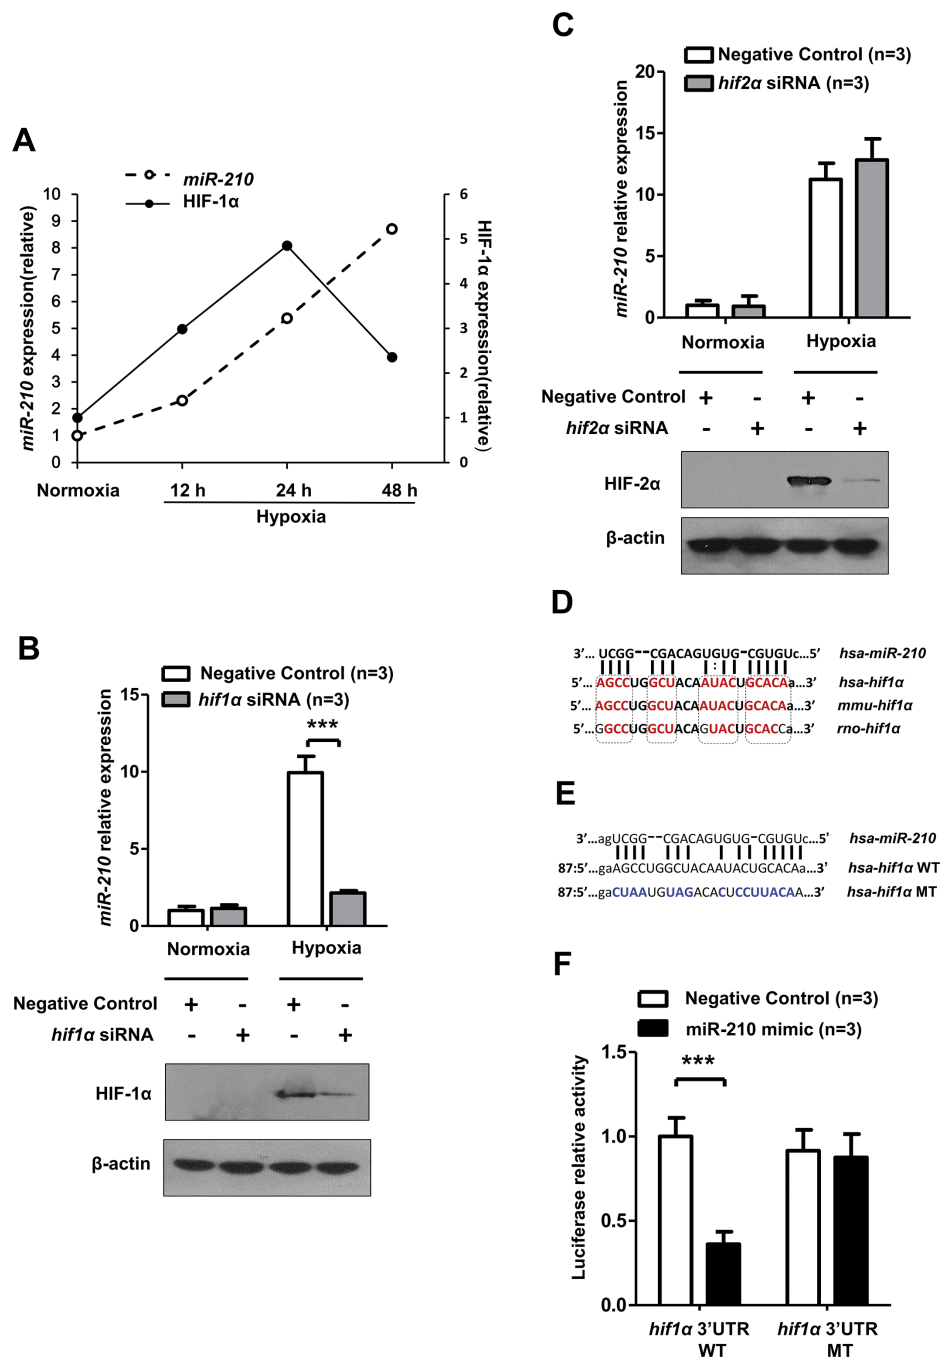 A
miR-210
HIF-1α
miR-210 expression(relative)
10
9
8
7
6
5
4
3
2
1
0
6
5
4
3
2
1
0
HIF-1α expression(relative)
Normoxia 12 h 24 h 48 h
Hypoxia
B
Negative Control (n=3)
hif1α siRNA (n=3)
miR-210 relative expression
15
10
5
0
***
Normoxia Hypoxia
Negative Control + - + -
hif1α siRNA - + - +
HIF-1α
β-actin
C
Negative Control (n=3)
hif2α siRNA (n=3)
miR-210 relative expression
20
15
10
5
0
Normoxia Hypoxia
Negative Control + - + -
hif2α siRNA - + - +
HIF-2α
β-actin
D
3’... UCGG--CGACAGUGUG-CGUGUc...5’ hsa-miR-210
5’...AGCCUGGCUACAAUACUGCACAa...3’ hsa-hif1α
5’...AGCCUGGCUACAAUACUGCACAa...3’ mmu-hif1α
5’...GGCCUGGCUACAGUACUGCACCa...3’ rno-hif1α
E
3’...agUCGG--CGACAGUGUG-CGUGUc...5’ hsa-miR-210
87:5’...gaAGCCUGGCUACAAUACUGCACAa...3’ hsa-hif1α WT
87:5’...gaCUAAUGUAGACACUCCUUACAA...3’ hsa-hif1α MT
F
Negative Control (n=3)
miR-210 mimic (n=3)
Luciferase relative activity
1.5
1.0
0.5
0.0
***
hif1α 3’UTR WT
hif1α 3’UTR MT